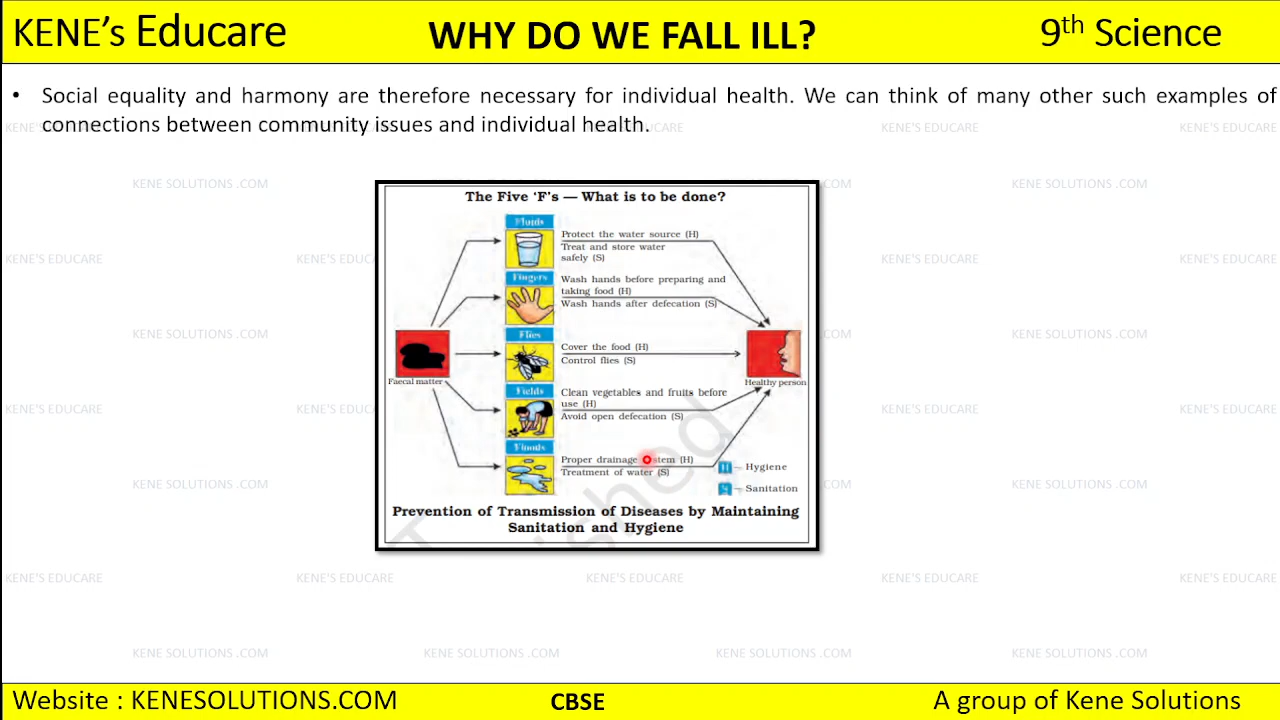 KENE's Educare
WHY DO WE FALL ILL?
9th Science
• Social equality and harmony are therefore necessary for individual health. We can think of many other such examples of
connections between community issues and individual health.
KENE'S EDUCARE
KENE SOLUTIONS .COM
The Five 'F's — What is to be done?
Fluids
Protect the water source (H)
Treat and store water
safely (S)
Fingers
Wash hands before preparing and
taking food (H)
Wash hands after defecation (S)
Flies
Cover the food (H)
Control flies (S)
Faecal matter
Healthy person
Fields
Clean vegetables and fruits before
use (H)
Avoid open defecation (S)
Floods
Proper drainage (H)
Treatment of water (S)
H — Hygiene
S — Sanitation
Prevention of Transmission of Diseases by Maintaining
Sanitation and Hygiene
Website : KENESOLUTIONS.COM
CBSE
A group of Kene Solutions